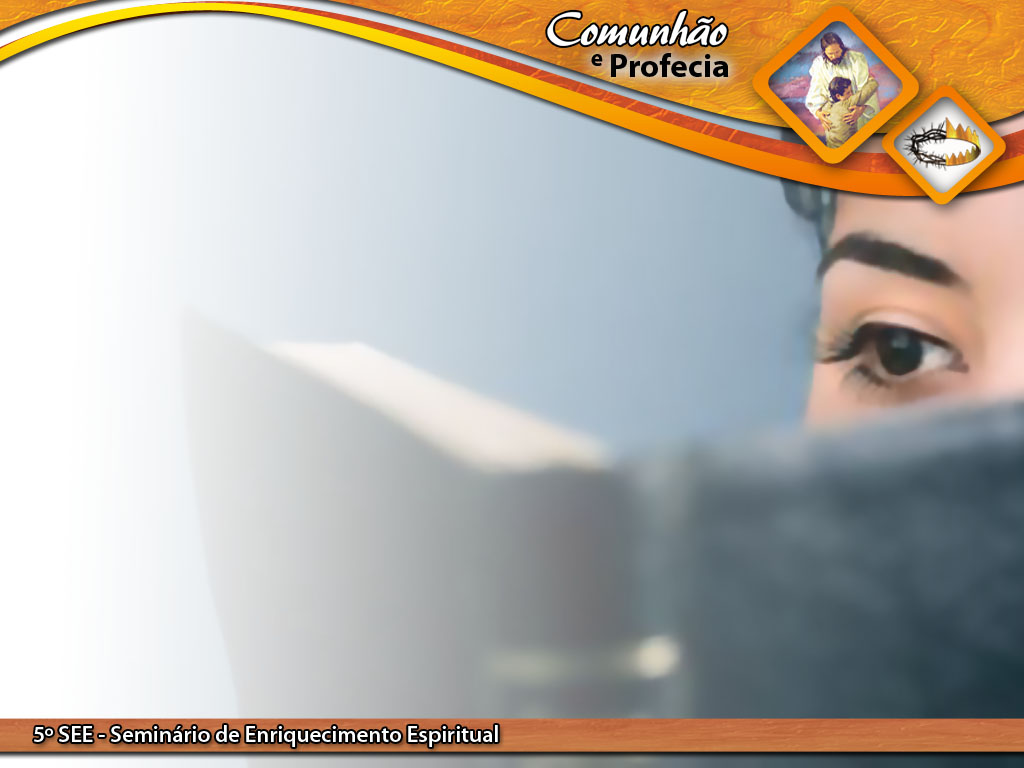 Comunhão
e Profecia
5º SEE - Seminário de Enriquecimento Espiritual